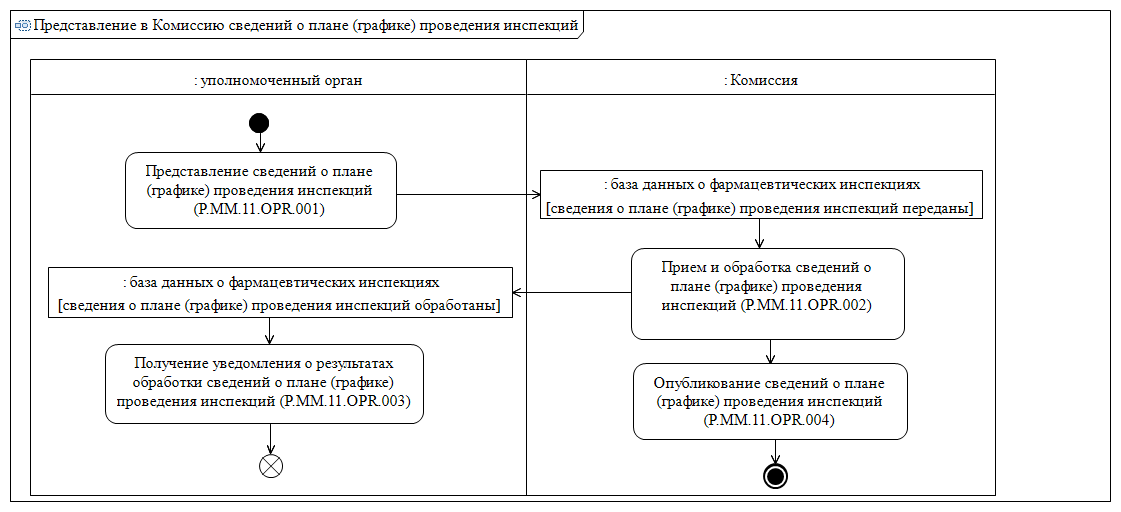 Представление в Комиссию сведений о плане (графике) проведения инспекций
: уполномоченный орган
: Комиссия
Представление сведений о плане
(графике) проведения инспекций
(P.MM.11.OPR.001)
: база данных о фармацевтических инспекциях
[сведения о плане (графике) проведения инспекций переданы]
Прием и обработка сведений о
плане (графике) проведения
инспекций (P.MM.11.OPR.002)
: база данных о фармацевтических инспекциях
[сведения о плане (графике) проведения инспекций обработаны]
Получение уведомления о результатах
обработки сведений о плане (графике)
проведения инспекций (P.MM.11.OPR.003)
Опубликование сведений о плане
(графике) проведения инспекций
(P.MM.11.OPR.004)